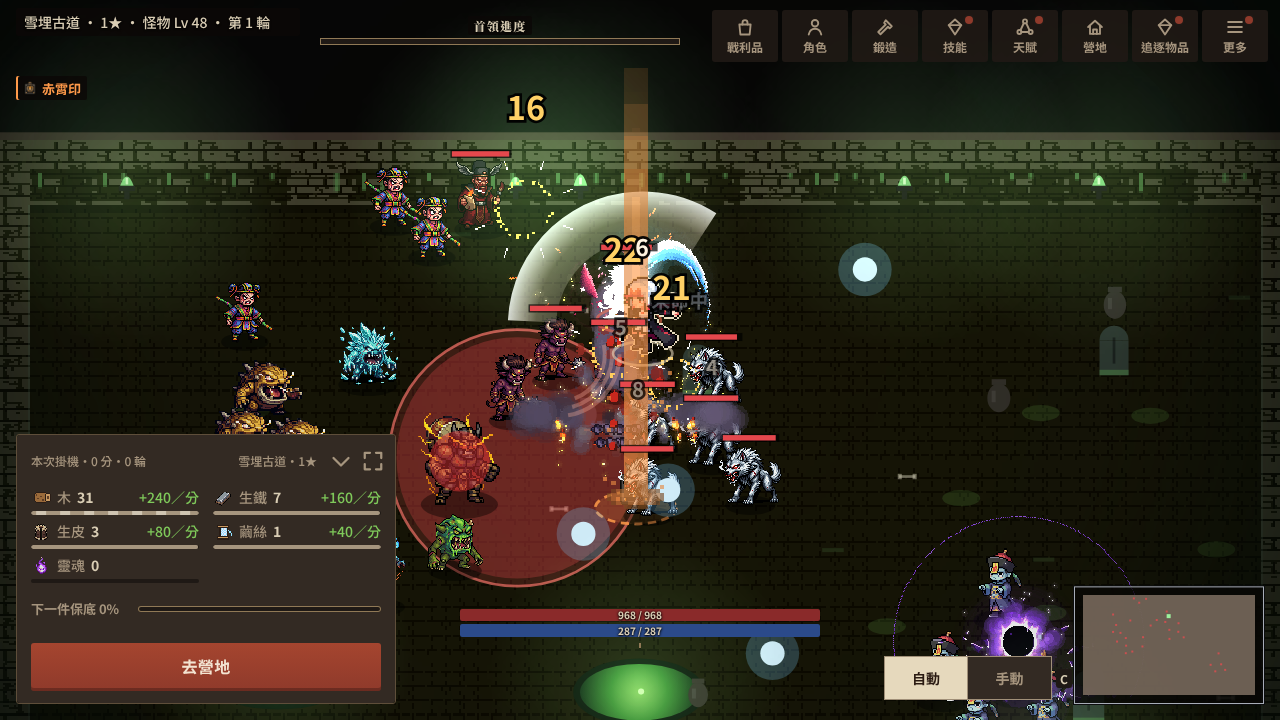 雪埋古道 · 1★ · 怪物 Lv 48 · 第 1 輪
首領進度
戰利品
角色
鍛造
技能
天賦
營地
追逐物品
更多
赤霄印
16
22
6
21
5
4
8
本次掛機·0 分·0 輪
雪埋古道·1★
木 31 +240／分
生鐵 7 +160／分
生皮 3 +80／分
繭絲 1 +40／分
靈魂 0
下一件保底 0%
去營地
968 / 968
287 / 287
自動
手動
C